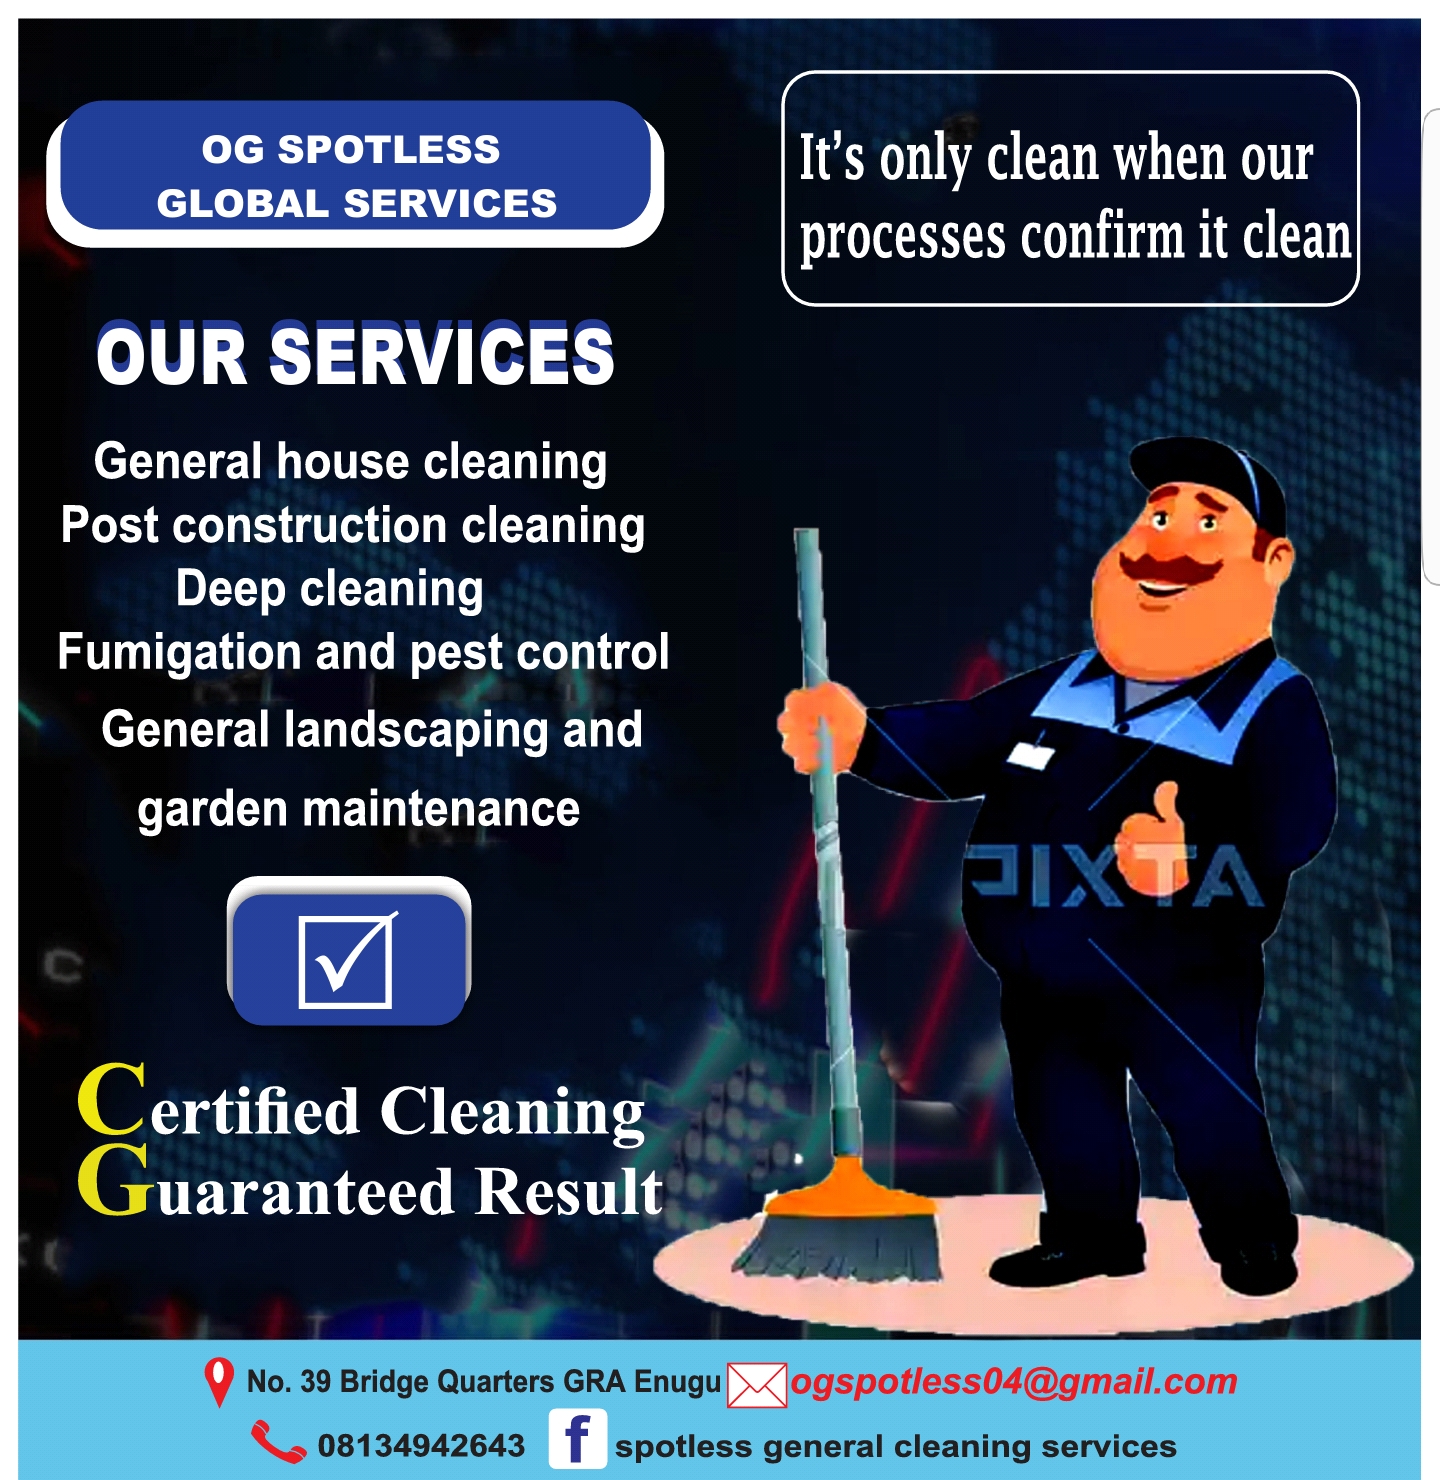 OG SPOTLESS
GLOBAL SERVICES
It's only clean when our
processes confirm it clean
OUR SERVICES
General house cleaning
Post construction cleaning
Deep cleaning
Fumigation and pest control
General landscaping and
garden maintenance
PIXTA
Certified Cleaning
Guaranteed Result
No. 39 Bridge Quarters GRA Enugu
ogspotless04@gmail.com
08134942643
f
spotless general cleaning services